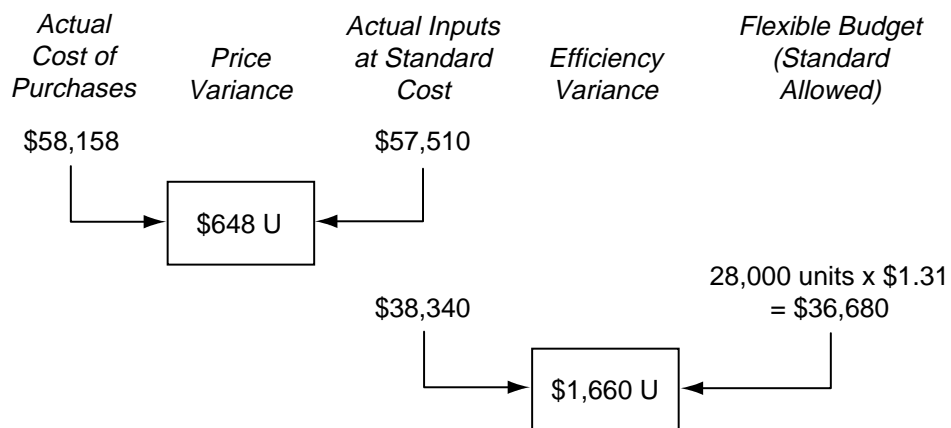 Actual
Cost of
Purchases
Price
Variance
Actual Inputs
at Standard
Cost
Efficiency
Variance
Flexible Budget
(Standard
Allowed)
$58,158
$57,510
$648 U
$38,340
28,000 units x $1.31
= $36,680
$1,660 U